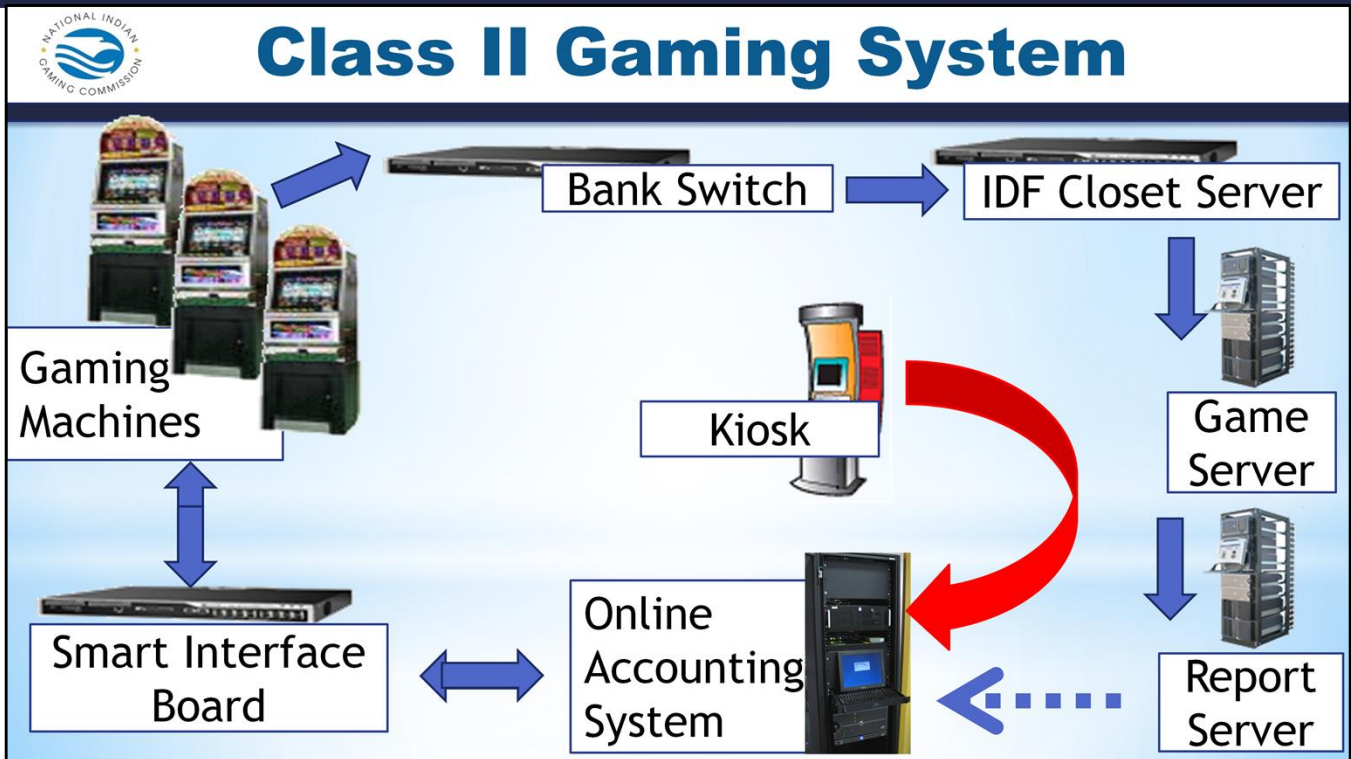 NATIONAL INDIAN
GAMING COMMISSION
Class II Gaming System
Bank Switch
IDF Closet Server
Gaming
Machines
Kiosk
Game
Server
Smart Interface
Board
Online
Accounting
System
Report
Server